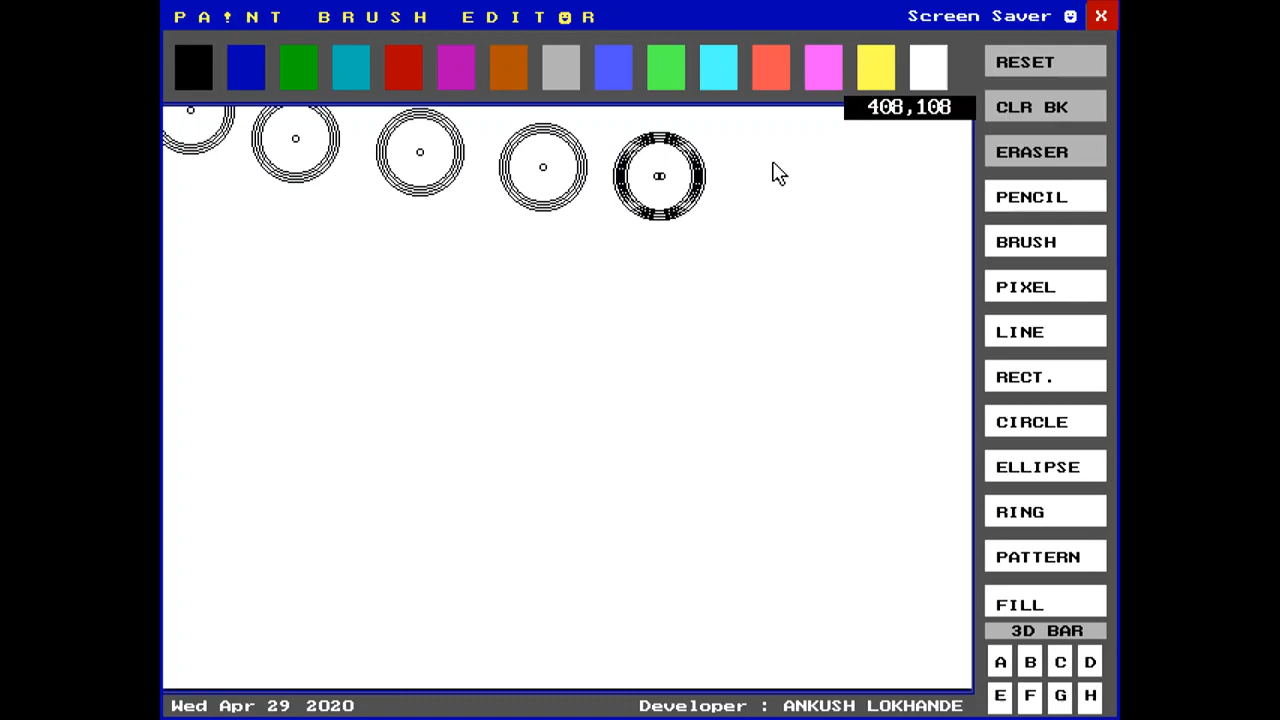 PA!NT BRUSH EDITOR
Screen Saver
X
408,108
RESET
CLR BK
ERASER
PENCIL
BRUSH
PIXEL
LINE
RECT.
CIRCLE
ELLIPSE
RING
PATTERN
FILL
3D BAR
A B C D
E F G H
Wed Apr 29 2020
Developer : ANKUSH LOKHANDE